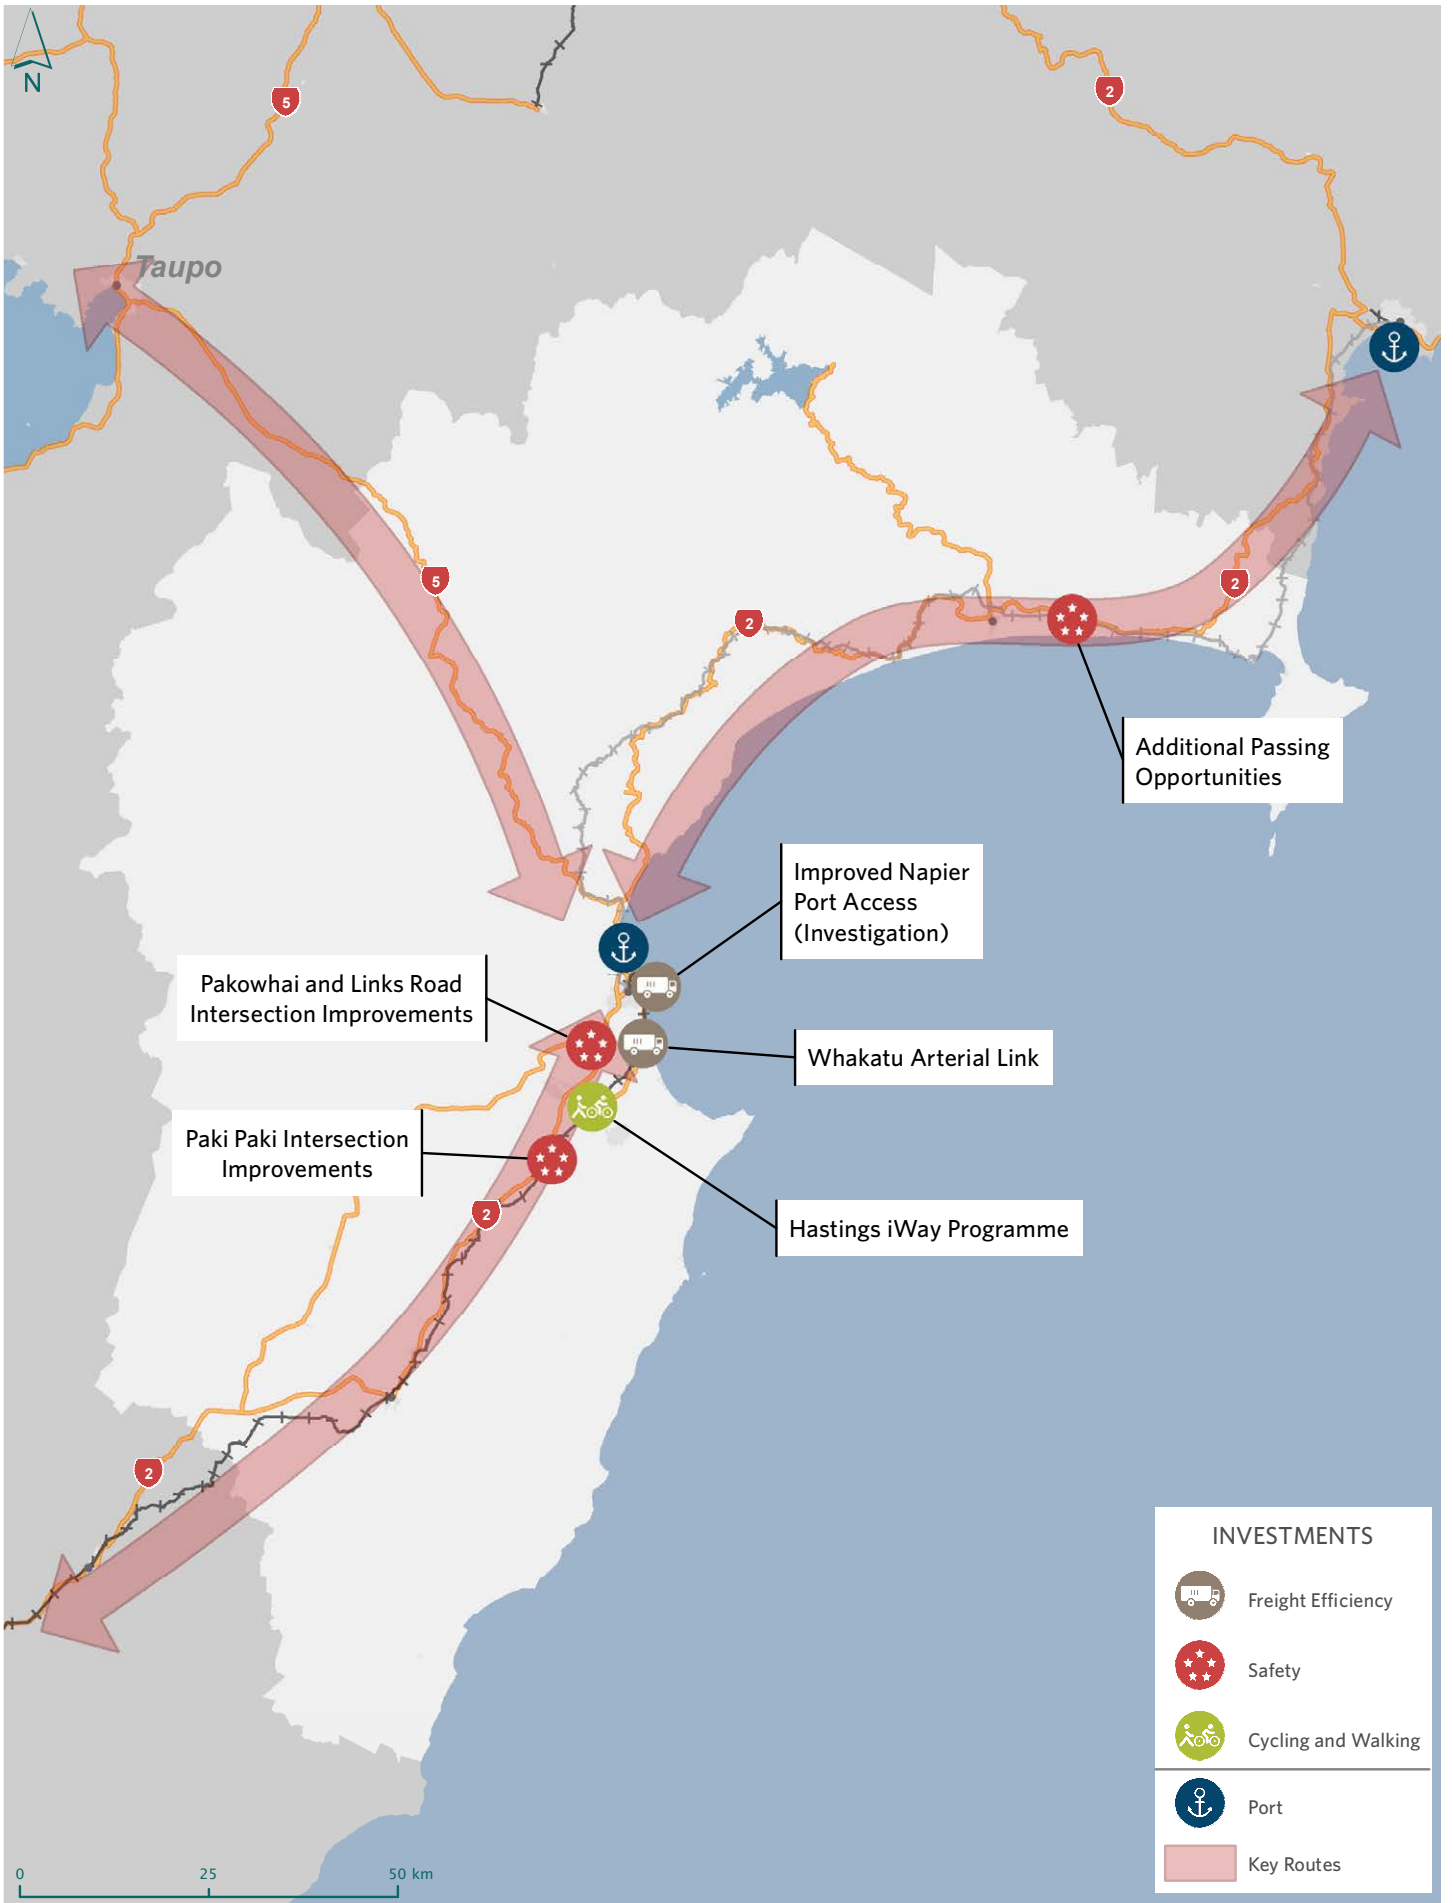 N
5
2
Taupo
5
2
2
Additional Passing
Opportunities
Improved Napier
Port Access
(Investigation)
Pakowhai and Links Road
Intersection Improvements
Whakatu Arterial Link
Paki Paki Intersection
Improvements
2
Hastings iWay Programme
2
INVESTMENTS
Freight Efficiency
Safety
Cycling and Walking
Port
Key Routes
0 25 50 km